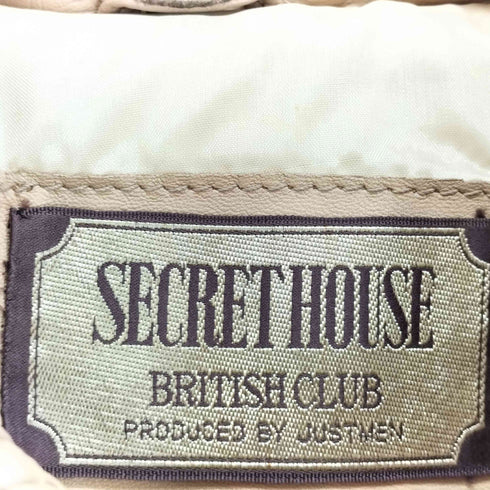 SECRET HOUSE
BRITISH CLUB
PRODUCED BY JUSTMEN